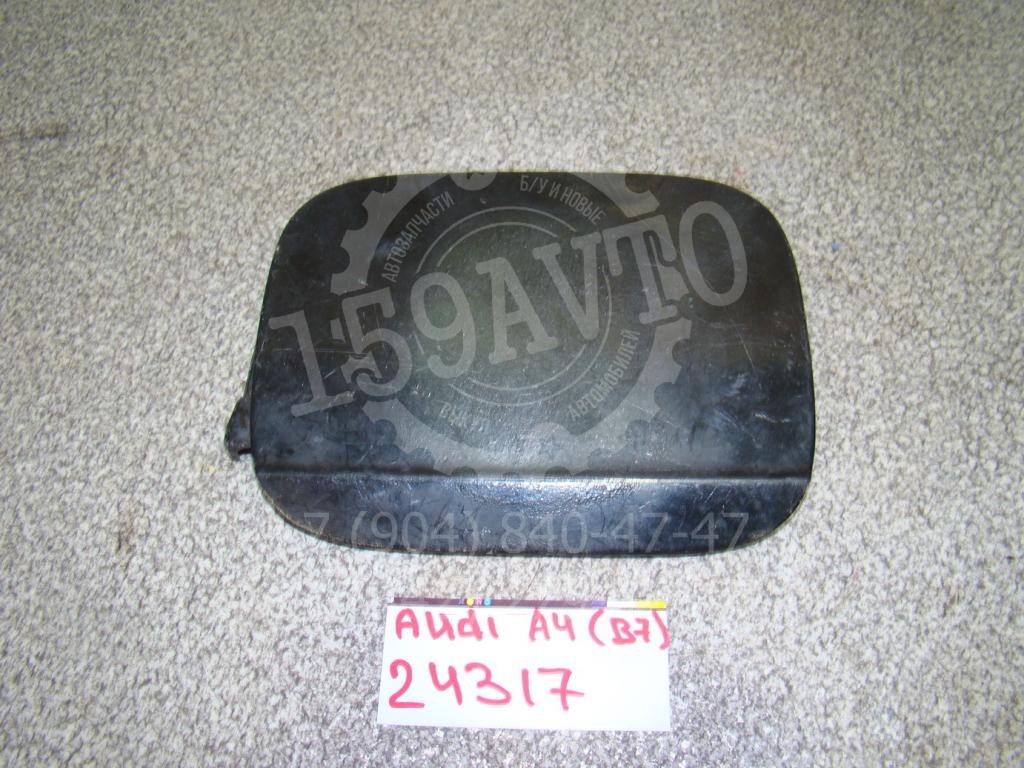 АВТОЗАПЧАСТИ
Б/У И НОВЫЕ
159AVTO
АВТОМОБИЛЕЙ
7 (904) 840-47-47
Audi A4 (B7)
24317